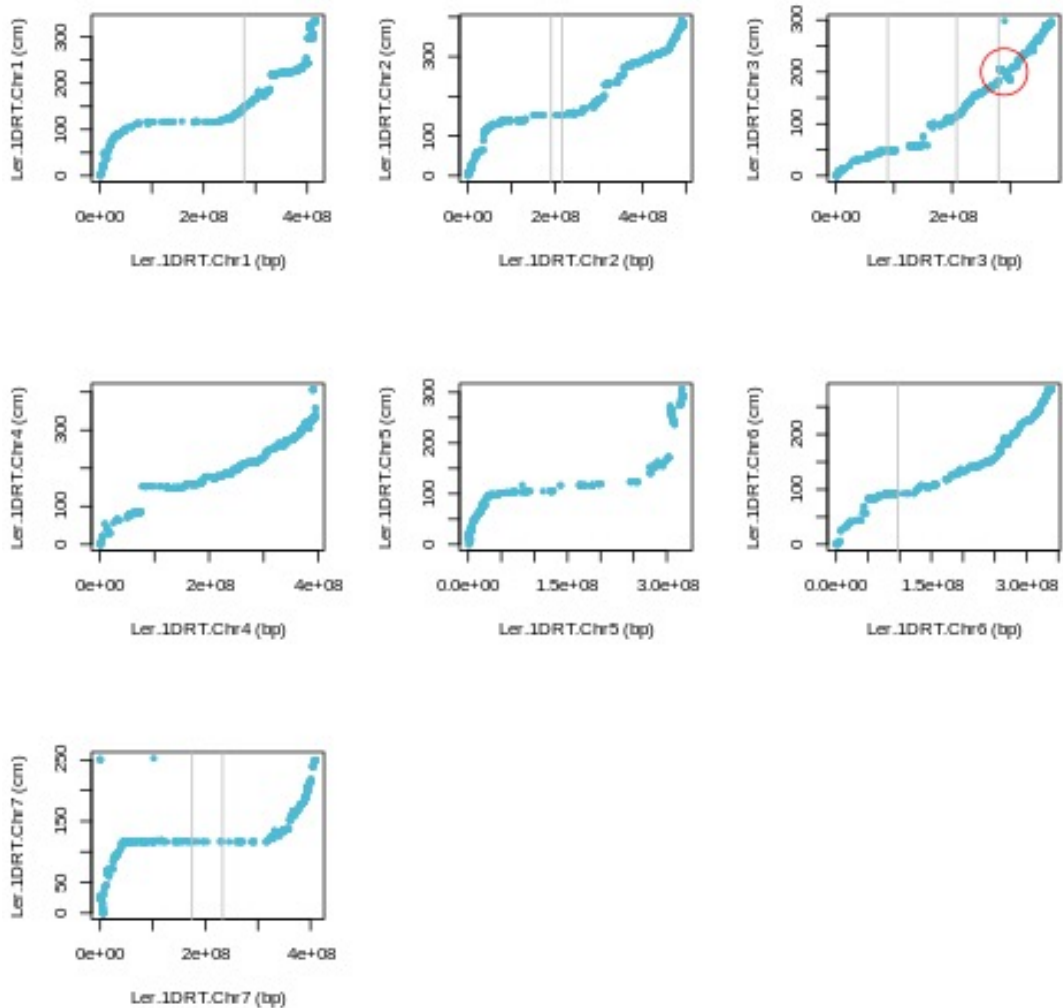 Ler.1DRT.Chr1 (cm)
0 100 200 300
0e+00 2e+08 4e+08
Ler.1DRT.Chr1 (bp)
Ler.1DRT.Chr2 (cm)
0 100 300
0e+00 2e+08 4e+08
Ler.1DRT.Chr2 (bp)
Ler.1DRT.Chr3 (cm)
0 100 200 300
0e+00 2e+08
Ler.1DRT.Chr3 (bp)
Ler.1DRT.Chr4 (cm)
0 100 300
0e+00 2e+08 4e+08
Ler.1DRT.Chr4 (bp)
Ler.1DRT.Chr5 (cm)
0 100 200 300
0.0e+00 1.5e+08 3.0e+08
Ler.1DRT.Chr5 (bp)
Ler.1DRT.Chr6 (cm)
0 100 200
0.0e+00 1.5e+08 3.0e+08
Ler.1DRT.Chr6 (bp)
Ler.1DRT.Chr7 (cm)
0 50 150 250
0e+00 2e+08 4e+08
Ler.1DRT.Chr7 (bp)